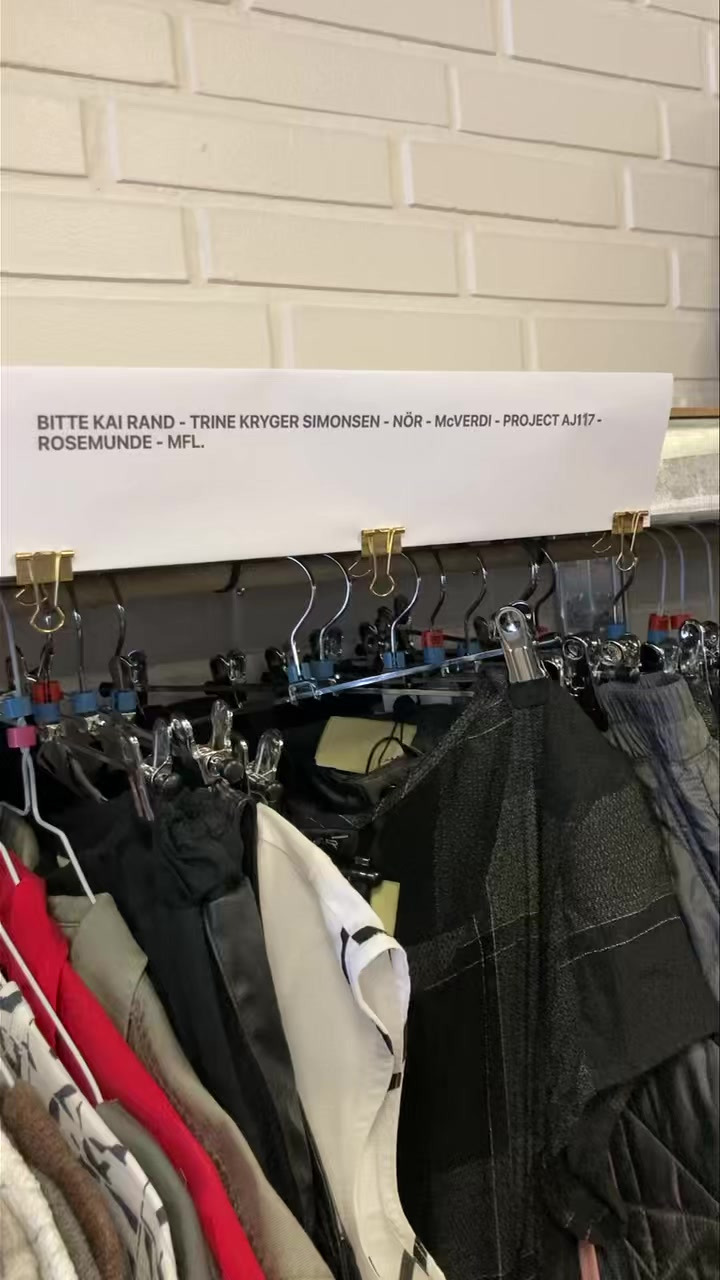 BITTE KAI RAND - TRINE KRYGER SIMONSEN - NÖR - McVERDI - PROJECT AJ117 -
ROSEMUNDE - MFL.